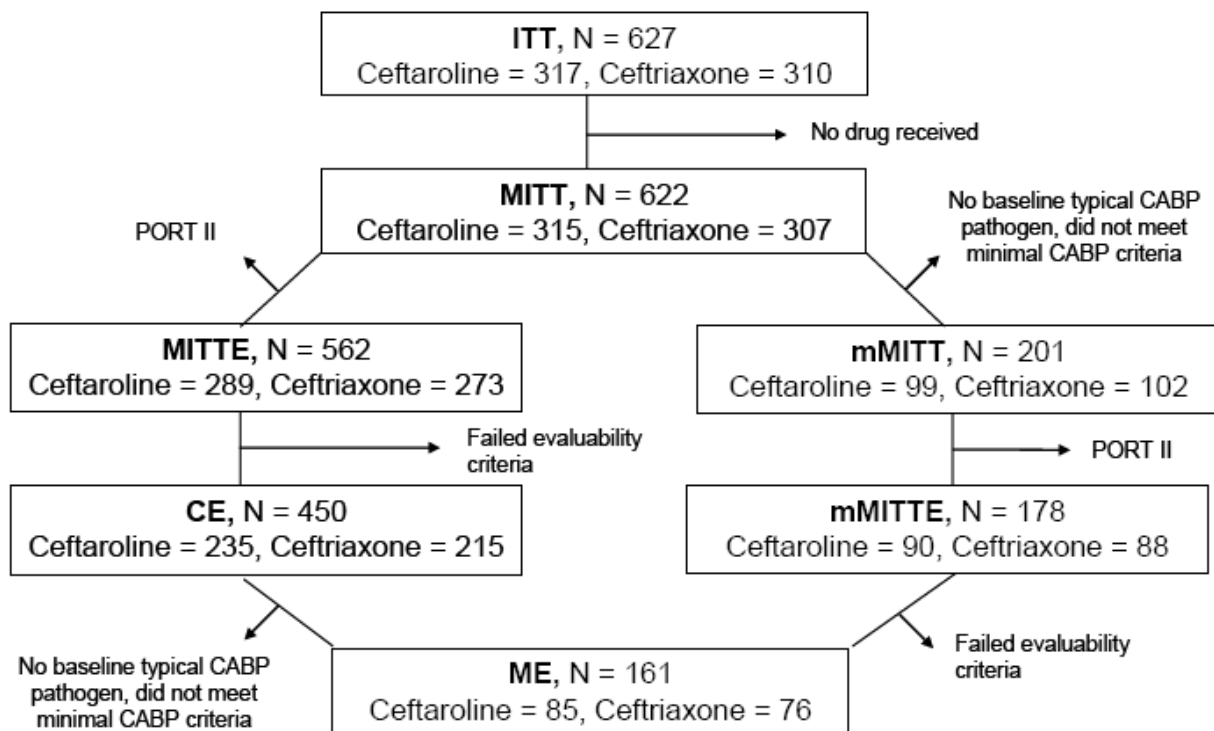 ITT, N = 627
Ceftaroline = 317, Ceftriaxone = 310
No drug received
MITT, N = 622
Ceftaroline = 315, Ceftriaxone = 307
PORT II
No baseline typical CABP
pathogen, did not meet
minimal CABP criteria
MITTE, N = 562
Ceftaroline = 289, Ceftriaxone = 273
mMITT, N = 201
Ceftaroline = 99, Ceftriaxone = 102
Failed evaluability
criteria
PORT II
CE, N = 450
Ceftaroline = 235, Ceftriaxone = 215
mMITTE, N = 178
Ceftaroline = 90, Ceftriaxone = 88
No baseline typical CABP
pathogen, did not meet
minimal CABP criteria
Failed evaluability
criteria
ME, N = 161
Ceftaroline = 85, Ceftriaxone = 76